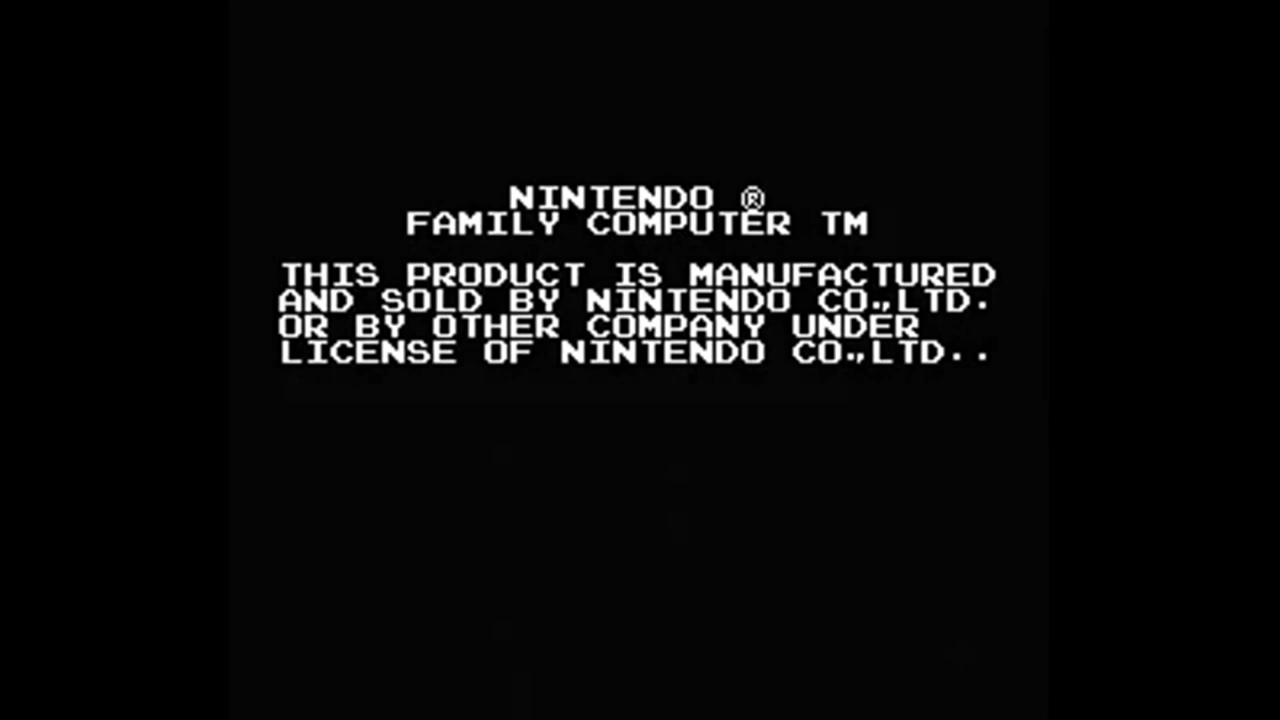 NINTENDO ®
FAMILY COMPUTER TM
THIS PRODUCT IS MANUFACTURED
AND SOLD BY NINTENDO CO.,LTD.
OR BY OTHER COMPANY UNDER
LICENSE OF NINTENDO CO.,LTD..